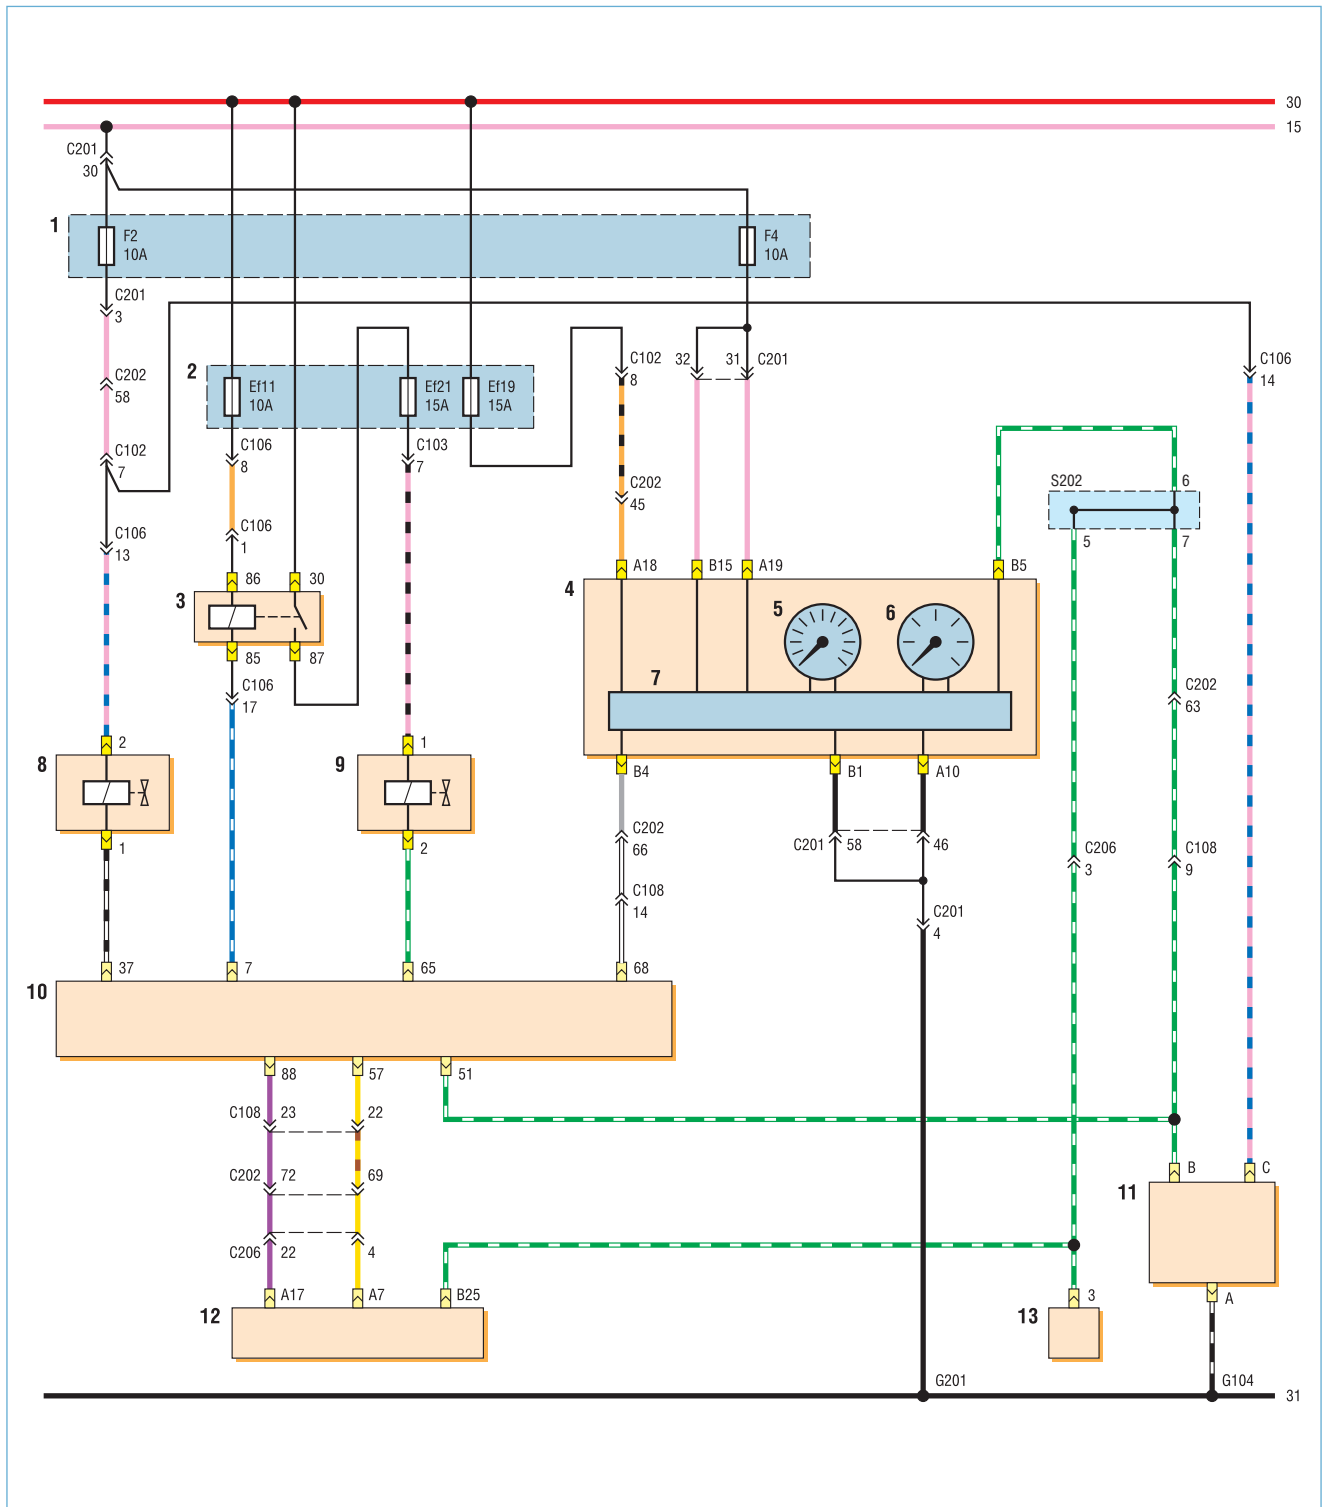 30
15
C201
30
1
F2
10A
F4
10A
C201
3
C202
58
C102
7
C106
13
2
Ef11
10A
Ef21
15A
Ef19
15A
C106
8
C103
7
C106
1
C102
8
32
31
C201
C106
14
C202
45
S202
6
5
7
3
86
30
85
87
C106
17
A18
B15
A19
B5
4
5
6
7
B4
B1
A10
C202
63
8
2
1
9
1
2
C202
66
C108
14
C201
58
46
C201
4
C206
3
C108
9
10
37
7
65
68
88
57
51
C108
23
22
C202
72
69
C206
22
4
A17
A7
B25
12
11
B
C
A
13
3
G201
G104
31